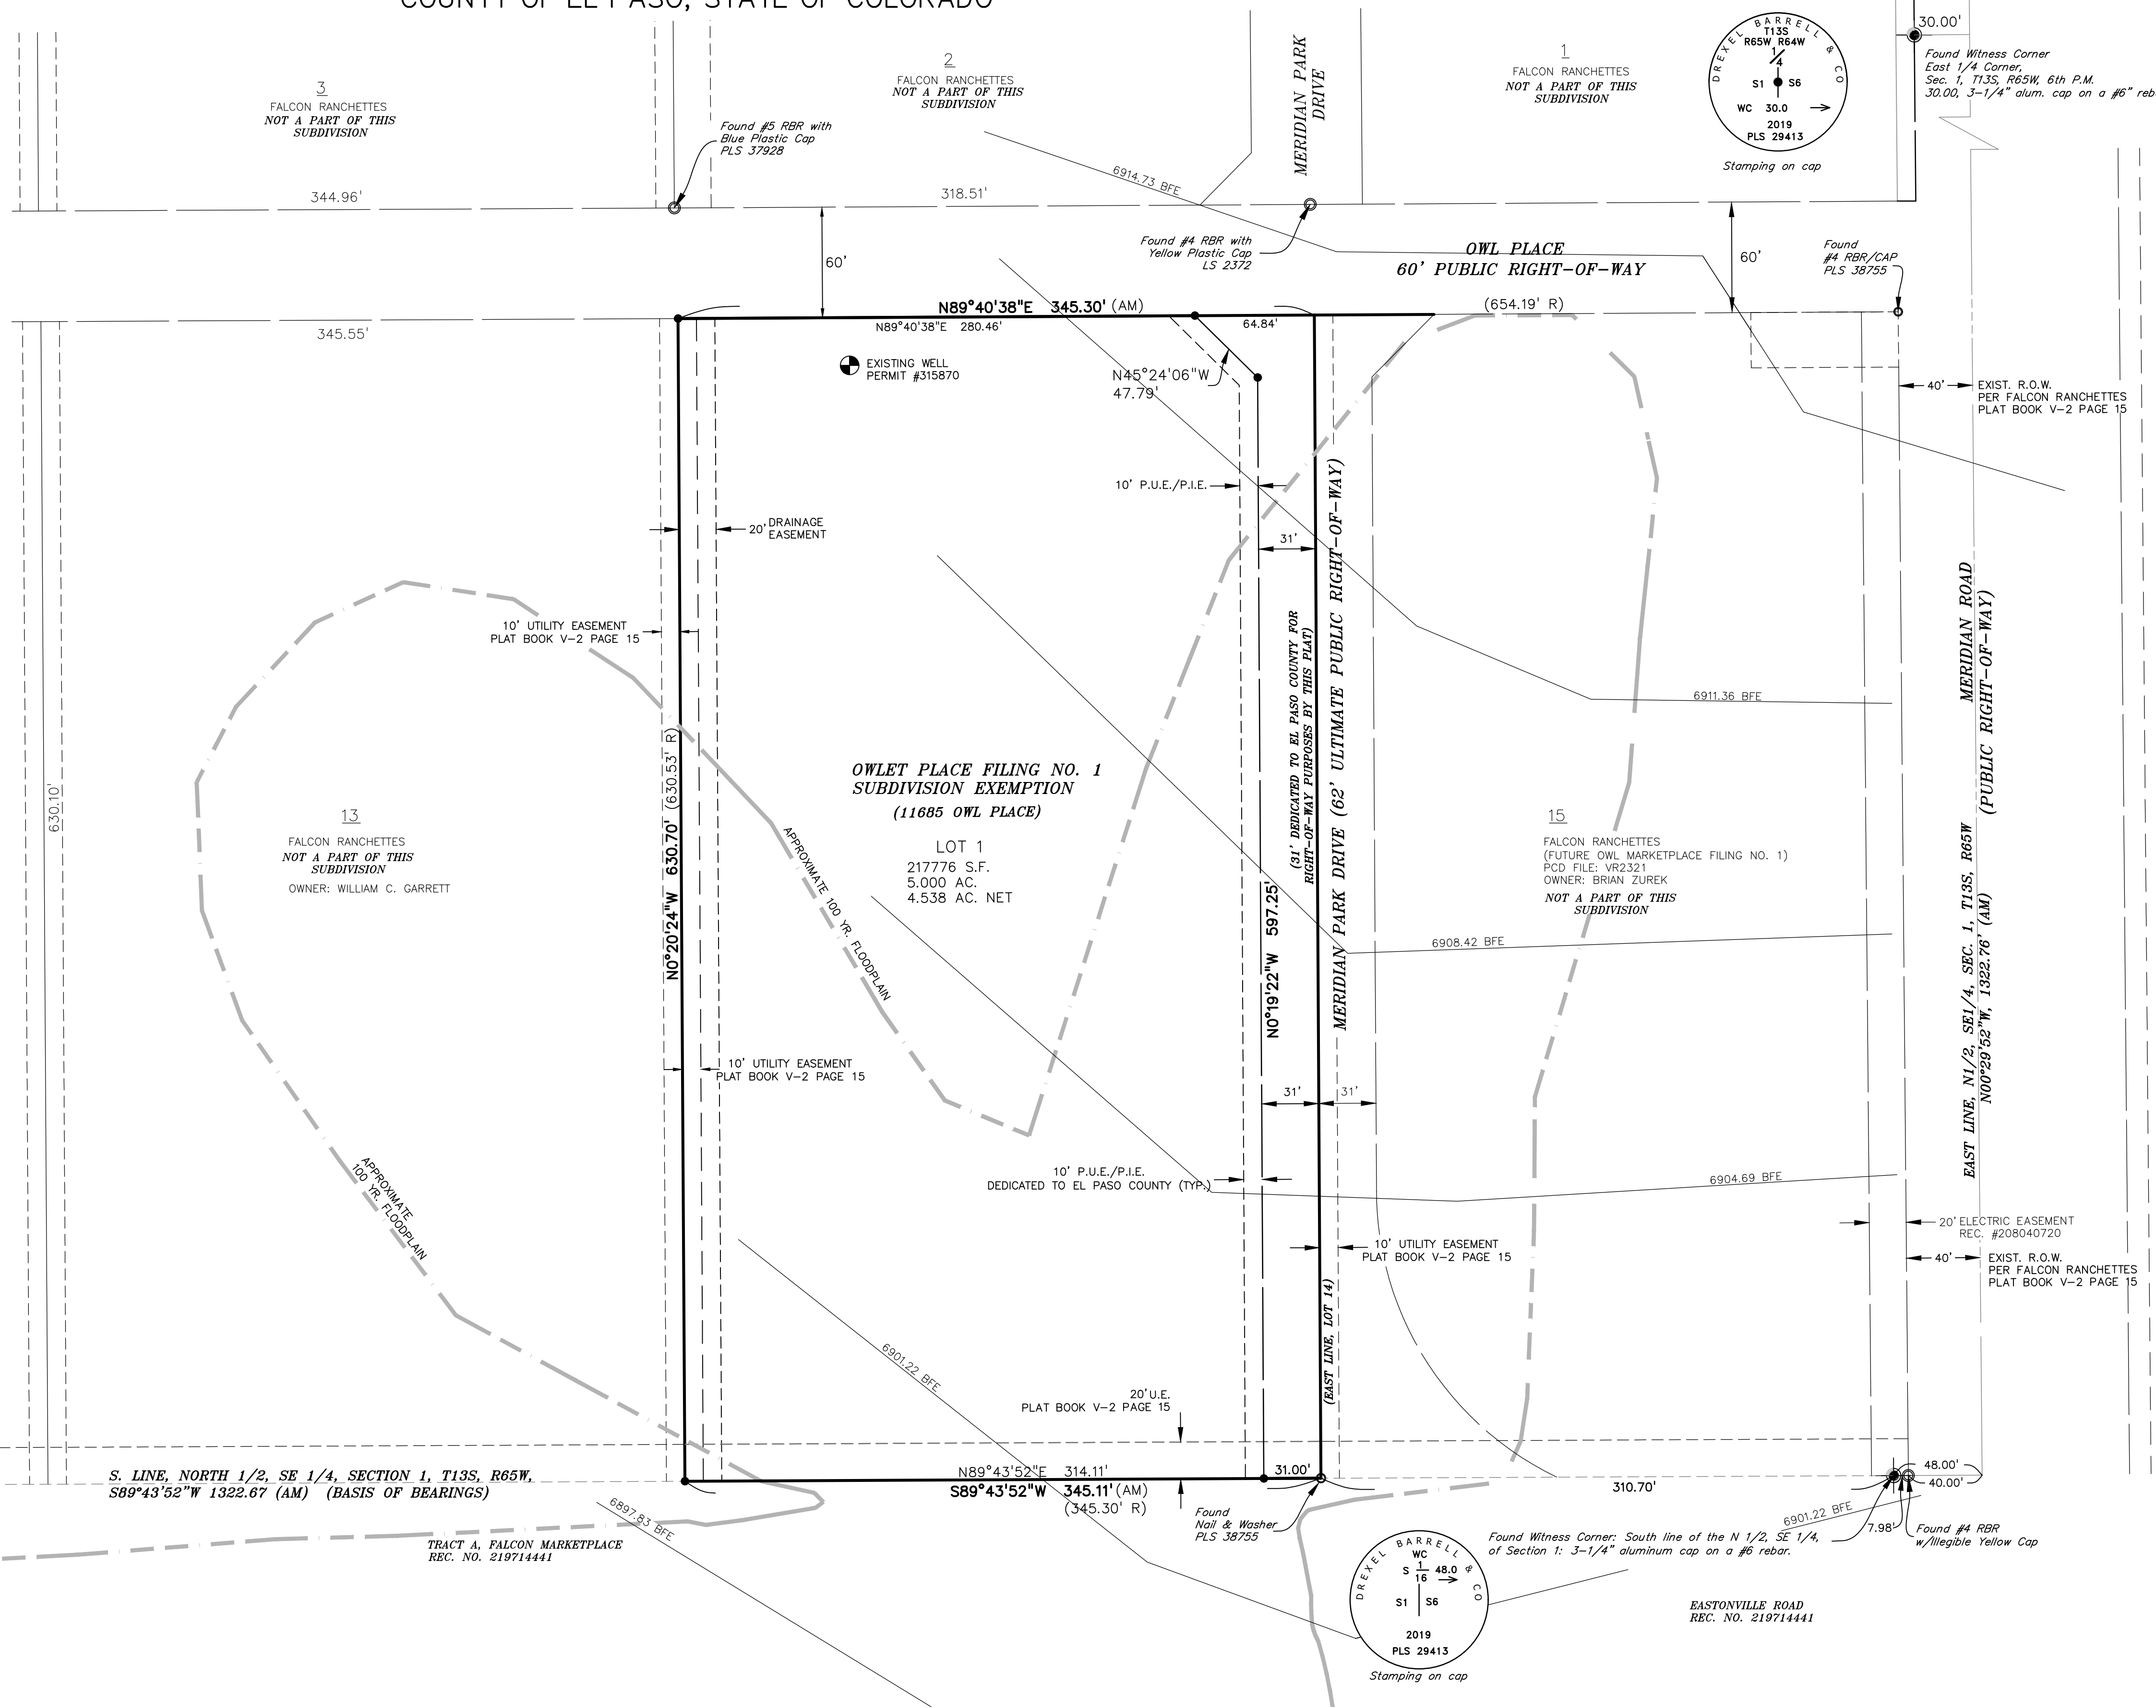 COUNTY OF EL PASO, STATE OF COLORADO
3
FALCON RANCHETTES
NOT A PART OF THIS
SUBDIVISION
2
FALCON RANCHETTES
NOT A PART OF THIS
SUBDIVISION
MERIDIAN PARK
DRIVE
1
FALCON RANCHETTES
NOT A PART OF THIS
SUBDIVISION
DREXEL BARRELL & CO
T13S
R65W R64W
1/4
S1 S6
WC 30.0
2019
PLS 29413
Stamping on cap
30.00'
Found Witness Corner
East 1/4 Corner,
Sec. 1, T13S, R65W, 6th P.M.
30.00, 3-1/4" alum. cap on a #6" reb
Found #5 RBR with
Blue Plastic Cap
PLS 37928
344.96'
318.51'
6914.73 BFE
Found #4 RBR with
Yellow Plastic Cap
LS 2372
60'
OWL PLACE
60' PUBLIC RIGHT-OF-WAY
60'
Found
#4 RBR/CAP
PLS 38755
345.55'
N89°40'38"E 345.30' (AM)
N89°40'38"E 280.46'
64.84'
(654.19' R)
EXISTING WELL
PERMIT #315870
N45°24'06"W
47.79'
40'
EXIST. R.O.W.
PER FALCON RANCHETTES
PLAT BOOK V-2 PAGE 15
10' P.U.E./P.I.E.
20' DRAINAGE
EASEMENT
31'
10' UTILITY EASEMENT
PLAT BOOK V-2 PAGE 15
6911.36 BFE
MERIDIAN ROAD
(PUBLIC RIGHT-OF-WAY)
630.10'
N0°20'24"W 630.70' (630.53' R)
OWLET PLACE FILING NO. 1
SUBDIVISION EXEMPTION
(11685 OWL PLACE)
LOT 1
217776 S.F.
5.000 AC.
4.538 AC. NET
APPROXIMATE 100 YR. FLOODPLAIN
(31' DEDICATED TO EL PASO COUNTY FOR
RIGHT-OF-WAY PURPOSES BY THIS PLAT)
MERIDIAN PARK DRIVE (62' ULTIMATE PUBLIC RIGHT-OF-WAY)
N0°19'22"W 597.25'
13
FALCON RANCHETTES
NOT A PART OF THIS
SUBDIVISION
OWNER: WILLIAM C. GARRETT
15
FALCON RANCHETTES
(FUTURE OWL MARKETPLACE FILING NO. 1)
PCD FILE: VR2321
OWNER: BRIAN ZUREK
NOT A PART OF THIS
SUBDIVISION
6908.42 BFE
EAST LINE, N1/2, SE1/4, SEC. 1, T13S, R65W
N00°29'52"W, 1322.76' (AM)
10' UTILITY EASEMENT
PLAT BOOK V-2 PAGE 15
31'
31'
10' P.U.E./P.I.E.
DEDICATED TO EL PASO COUNTY (TYP.)
6904.69 BFE
APPROXIMATE
100 YR. FLOODPLAIN
20' ELECTRIC EASEMENT
REC. #208040720
10' UTILITY EASEMENT
PLAT BOOK V-2 PAGE 15
40'
EXIST. R.O.W.
PER FALCON RANCHETTES
PLAT BOOK V-2 PAGE 15
(EAST LINE, LOT 14)
6901.22 BFE
20' U.E.
PLAT BOOK V-2 PAGE 15
S. LINE, NORTH 1/2, SE 1/4, SECTION 1, T13S, R65W,
S89°43'52"W 1322.67 (AM) (BASIS OF BEARINGS)
N89°43'52"E 314.11'
31.00'
S89°43'52"W 345.11' (AM)
(345.30' R)
310.70'
48.00'
40.00'
6897.83 BFE
Found
Nail & Washer
PLS 38755
6901.22 BFE
7.98'
Found #4 RBR
w/Illegible Yellow Cap
Found Witness Corner: South line of the N 1/2, SE 1/4,
of Section 1: 3-1/4" aluminum cap on a #6 rebar.
TRACT A, FALCON MARKETPLACE
REC. NO. 219714441
DREXEL BARRELL & CO
WC
S 1/16 48.0
S1 S6
2019
PLS 29413
Stamping on cap
EASTONVILLE ROAD
REC. NO. 219714441